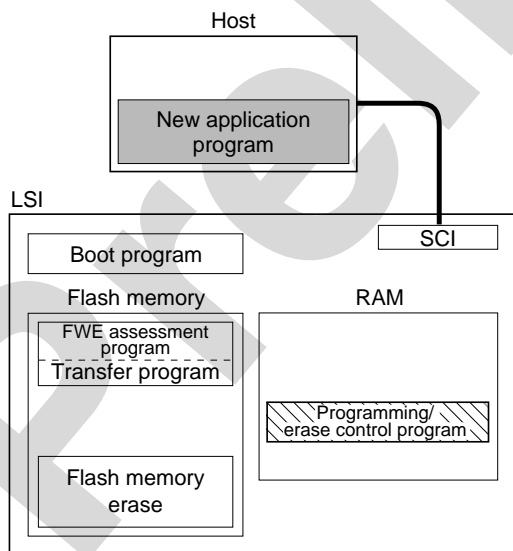 Host
New application
program
LSI
SCI
Boot program
Flash memory
RAM
FWE assessment
program
Transfer program
Programming/
erase control program
Flash memory
erase